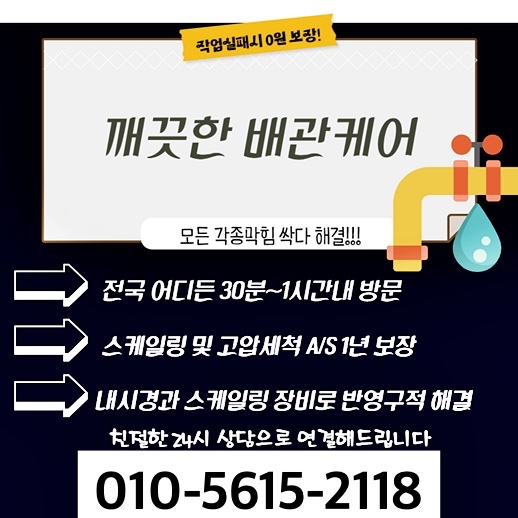 작업실패시 0원 보장!
깨끗한 배관케어
모든 각종막힘 싹다 해결!!!
전국 어디든 30분~1시간내 방문
스케일링 및 고압세척 A/S 1년 보장
내시경과 스케일링 장비로 반영구적 해결
친절한 24시 상담으로 연결해드립니다
010-5615-2118